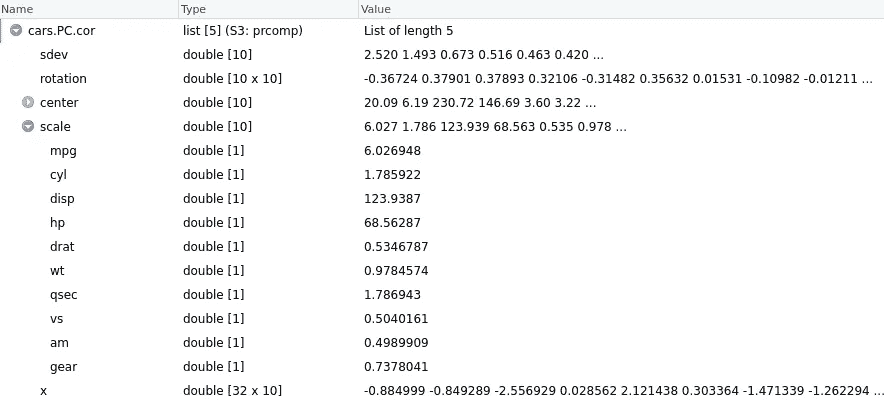 Name Type Value
cars.PC.cor list [5] (S3: prcomp) List of length 5
sdev double [10] 2.520 1.493 0.673 0.516 0.463 0.420 ...
rotation double [10 x 10] -0.36724 0.37901 0.37893 0.32106 -0.31482 0.35632 0.01531 -0.10982 -0.01211 ...
center double [10] 20.09 6.19 230.72 146.69 3.60 3.22 ...
scale double [10] 6.027 1.786 123.939 68.563 0.535 0.978 ...
mpg double [1] 6.026948
cyl double [1] 1.785922
disp double [1] 123.9387
hp double [1] 68.56287
drat double [1] 0.5346787
wt double [1] 0.9784574
qsec double [1] 1.786943
vs double [1] 0.5040161
am double [1] 0.4989909
gear double [1] 0.7378041
x double [32 x 10] -0.884999 -0.849289 -2.556929 0.028562 2.121438 0.303364 -1.471339 -1.262294 ...